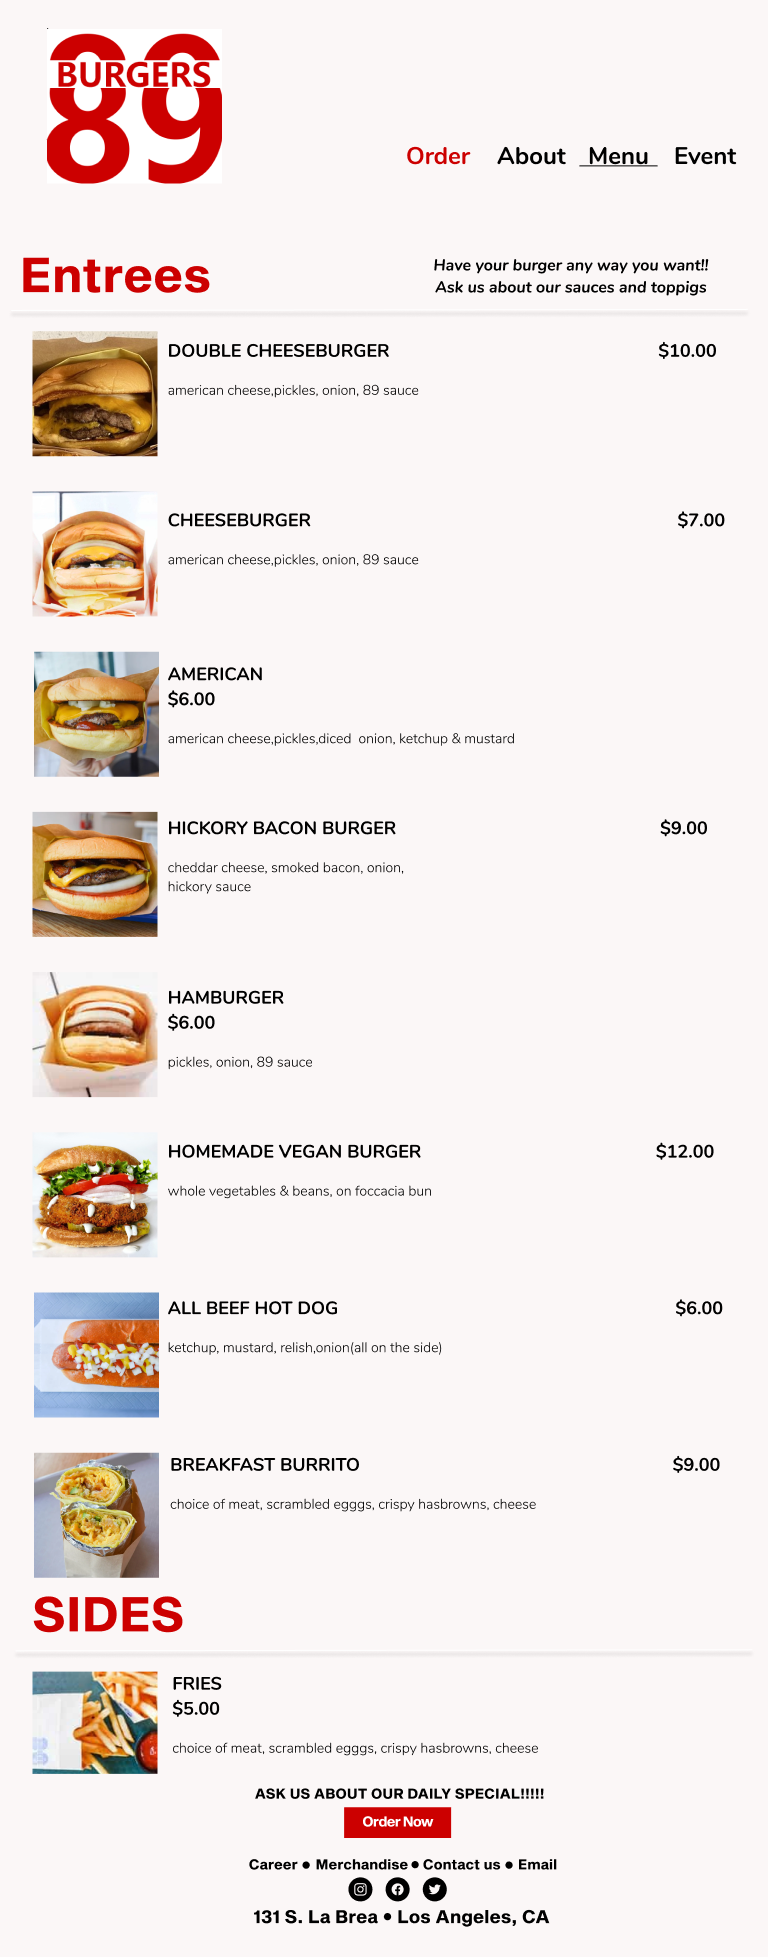 BURGERS
89
Order About Menu Event
Entrees
Have your burger any way you want!!
Ask us about our sauces and toppigs
DOUBLE CHEESEBURGER $10.00
american cheese,pickles, onion, 89 sauce
CHEESEBURGER $7.00
american cheese,pickles, onion, 89 sauce
AMERICAN
$6.00
american cheese,pickles,diced  onion, ketchup & mustard
HICKORY BACON BURGER $9.00
cheddar cheese, smoked bacon, onion,
hickory sauce
HAMBURGER
$6.00
pickles, onion, 89 sauce
HOMEMADE VEGAN BURGER $12.00
whole vegetables & beans, on foccacia bun
ALL BEEF HOT DOG $6.00
ketchup, mustard, relish,onion(all on the side)
BREAKFAST BURRITO $9.00
choice of meat, scrambled egggs, crispy hasbrowns, cheese
SIDES
FRIES
$5.00
choice of meat, scrambled egggs, crispy hasbrowns, cheese
ASK US ABOUT OUR DAILY SPECIAL!!!!!
Order Now
Career ● Merchandise ● Contact us ● Email
131 S. La Brea ● Los Angeles, CA